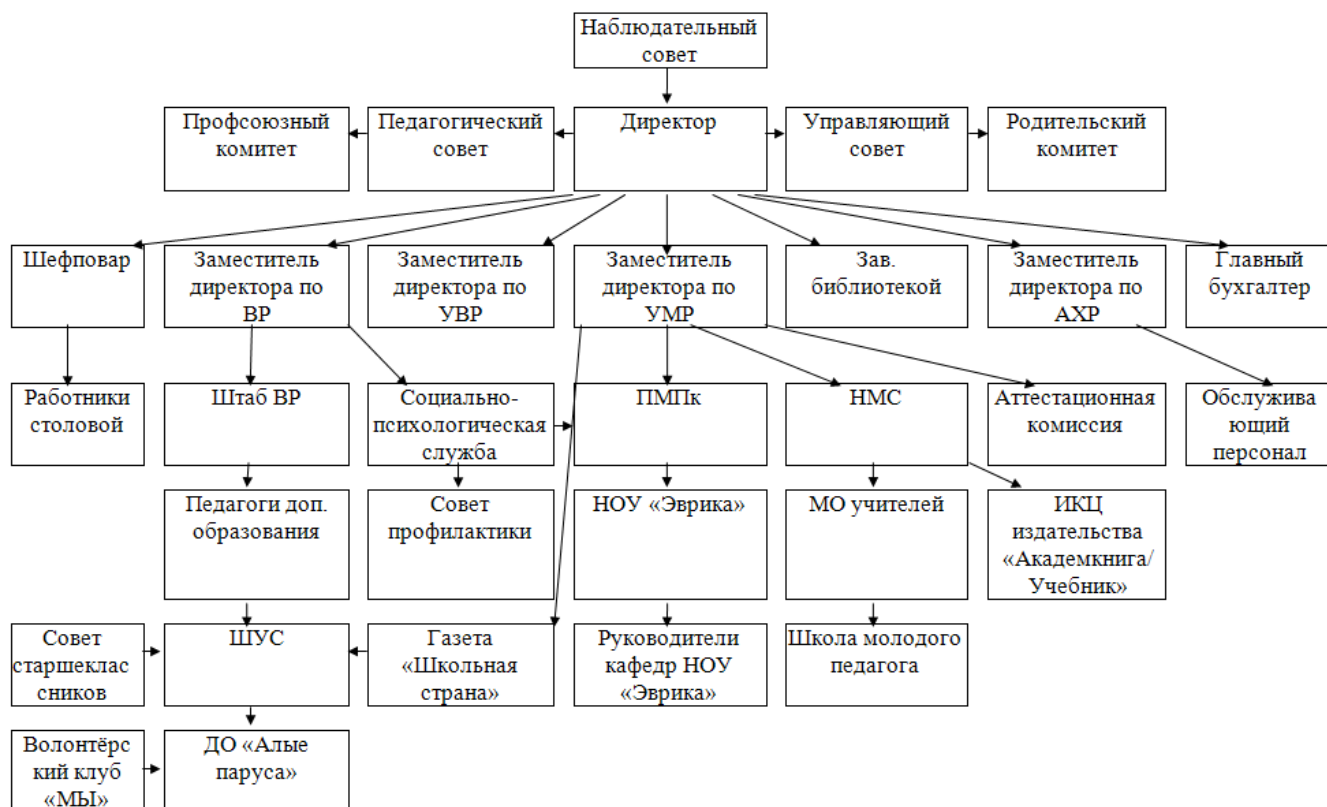 Наблюдательный
совет
Профсоюзный
комитет
Педагогический
совет
Директор
Управляющий
совет
Родительский
комитет
Шефповар
Заместитель
директора по
ВР
Заместитель
директора по
УВР
Заместитель
директора по
УМР
Зав.
библиотекой
Заместитель
директора по
АХР
Главный
бухгалтер
Работники
столовой
Штаб ВР
Социально-
психологическая
служба
ПМПк
НМС
Аттестационная
комиссия
Обслужива
ющий
персонал
Педагоги доп.
образования
Совет
профилактики
НОУ «Эврика»
МО учителей
ИКЦ
издательства
«Академкнига/
Учебник»
Совет
старшеклас
сников
ШУС
Газета
«Школьная
страна»
Руководители
кафедр НОУ
«Эврика»
Школа молодого
педагога
Волонтёрс
кий клуб
«МЫ»
ДО «Алые
паруса»